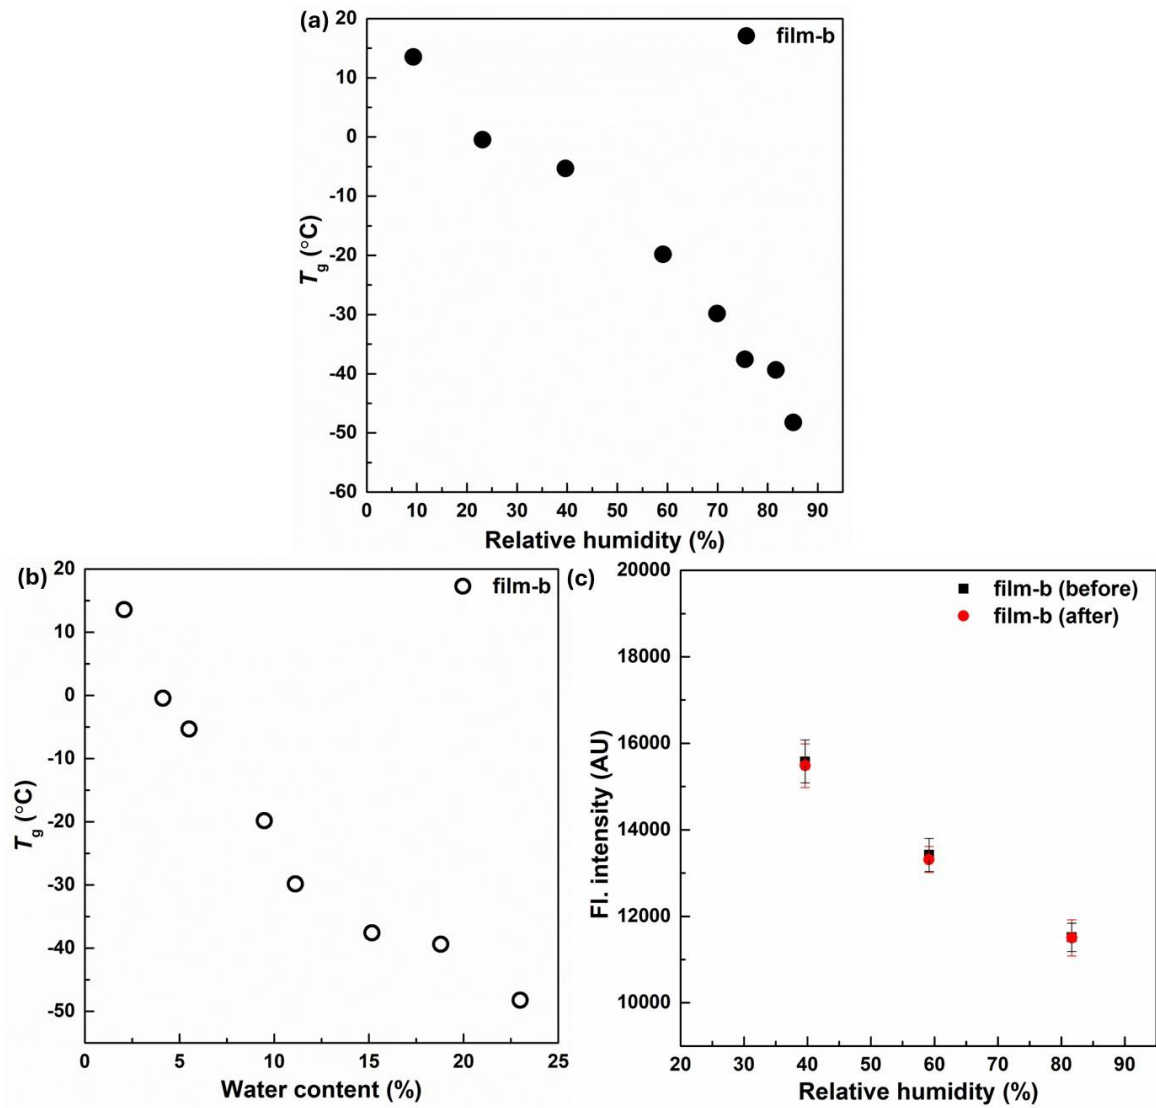 (a)
film-b
20
10
0
-10
-20
-30
-40
-50
-60
Tg (°C)
0 10 20 30 40 50 60 70 80 90
Relative humidity (%)
(b)
film-b
20
10
0
-10
-20
-30
-40
-50
Tg (°C)
0 5 10 15 20 25
Water content (%)
(c)
film-b (before)
film-b (after)
20000
18000
16000
14000
12000
10000
Fl. intensity (AU)
20 30 40 50 60 70 80 90
Relative humidity (%)